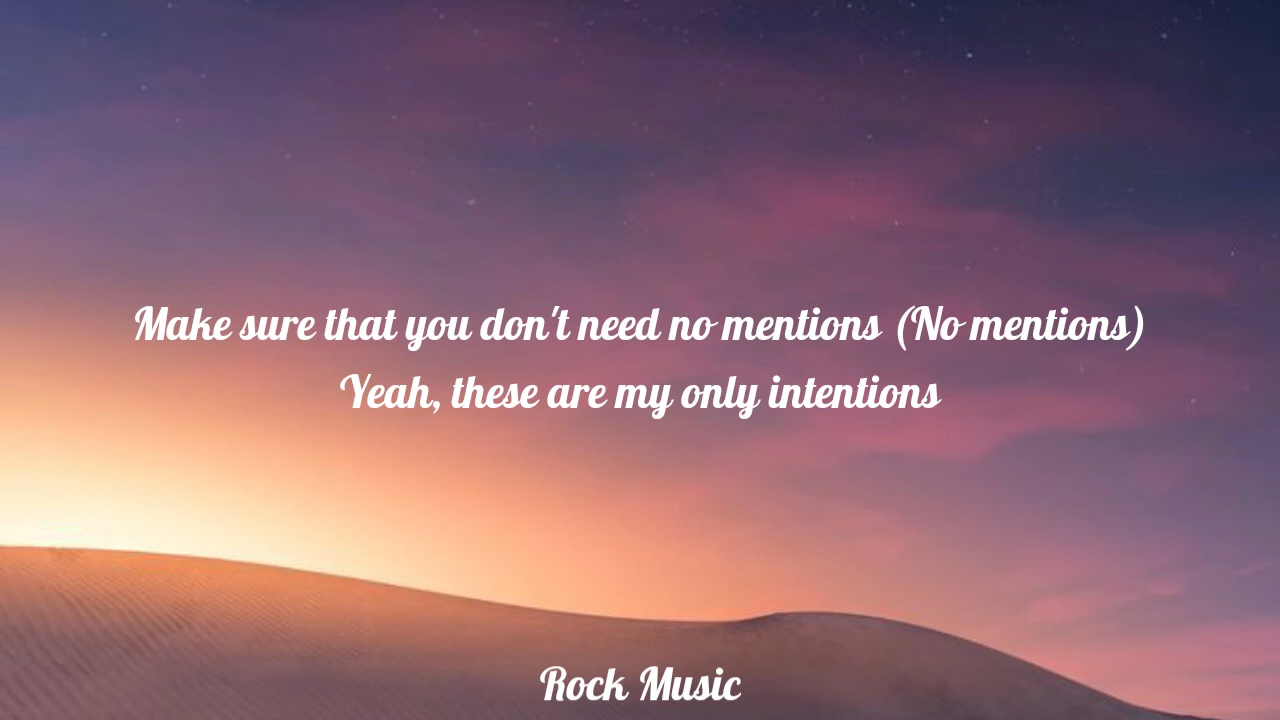 Make sure that you don't need no mentions (No mentions)
Yeah, these are my only intentions
Rock Music